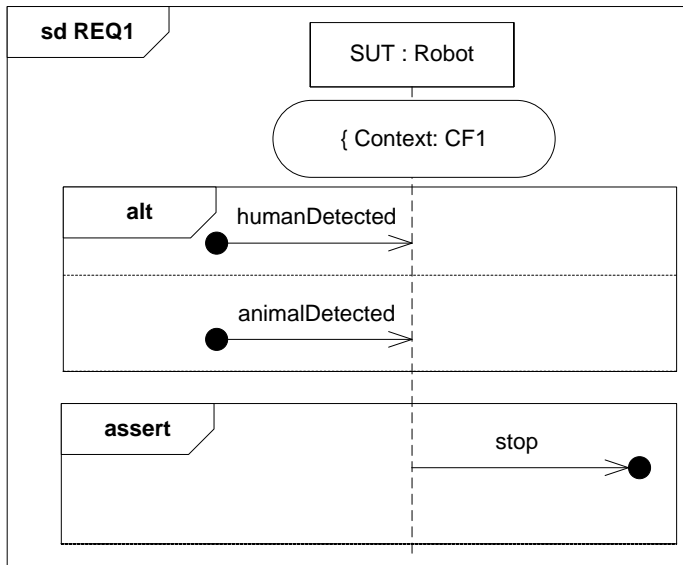 sd REQ1
SUT : Robot
{ Context: CF1
alt
humanDetected
animalDetected
assert
stop